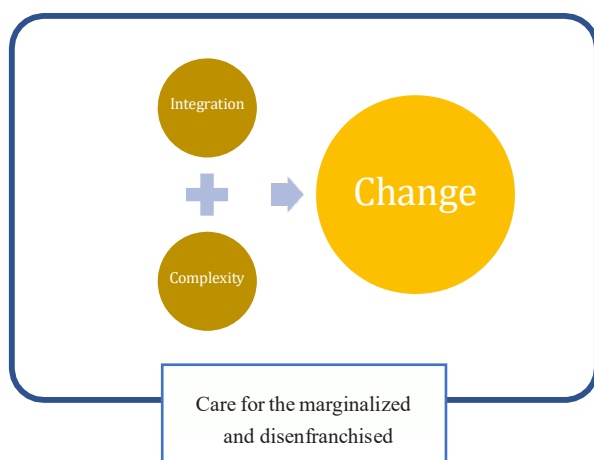 Integration
Change
Complexity
Care for the marginalized
and disenfranchised